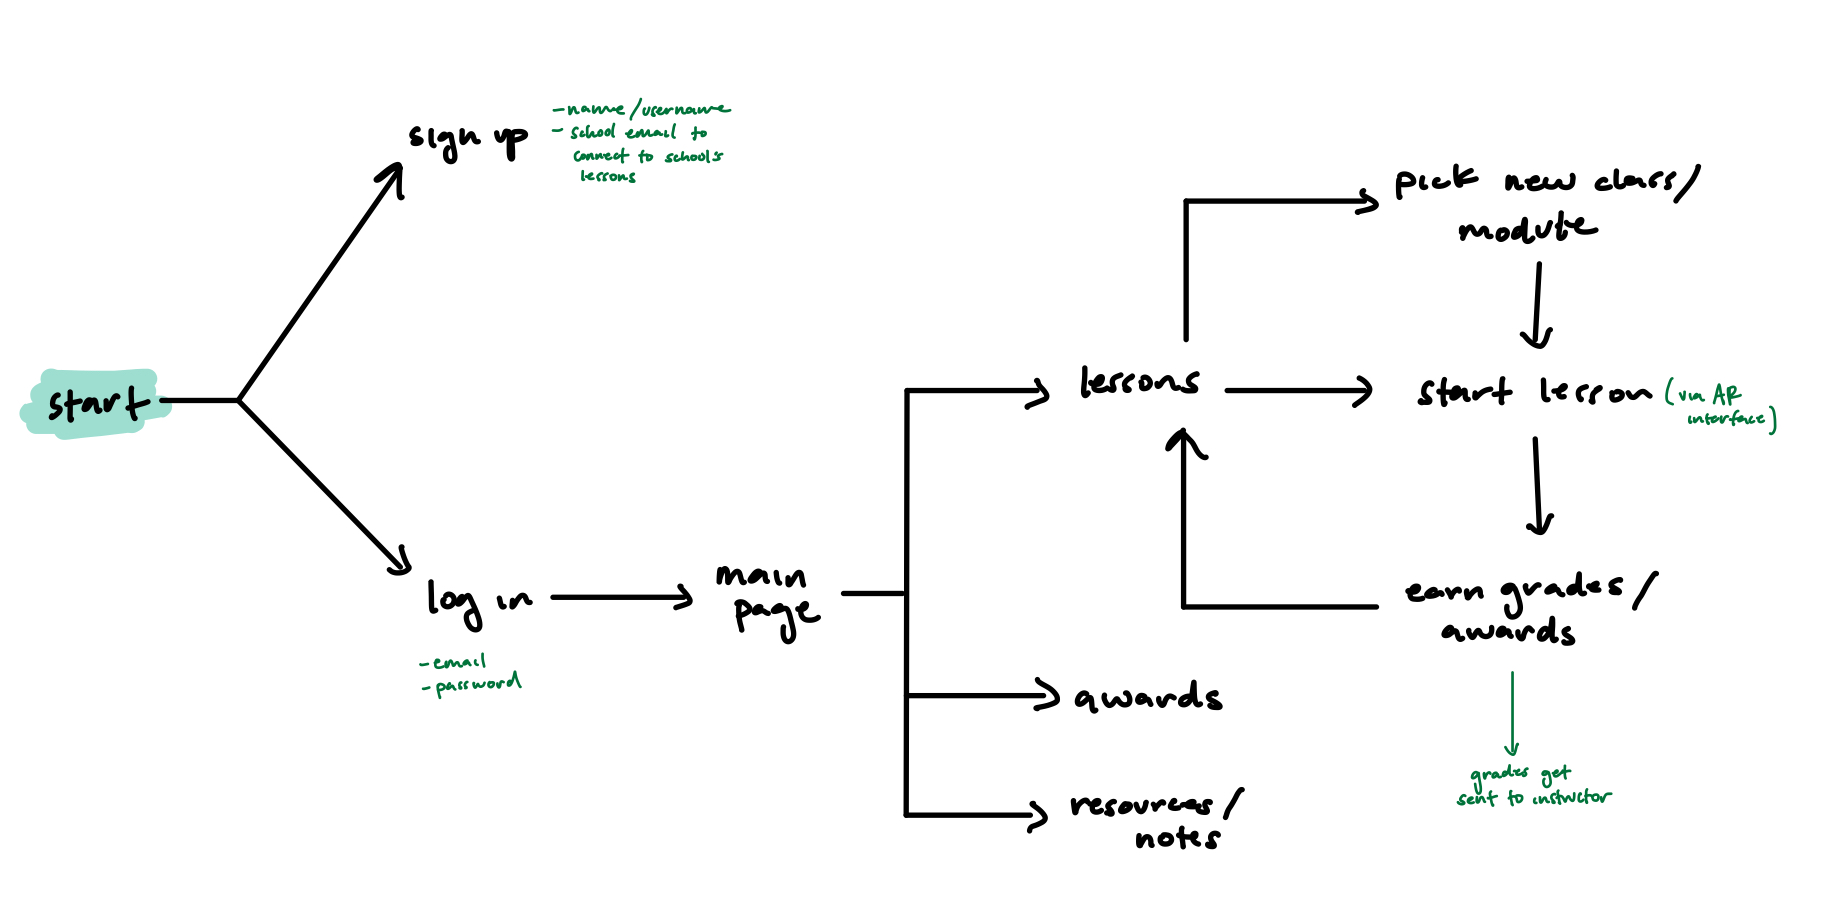 start
sign up
- name/username
- school email to
connect to school's
lessons
log in
- email
- password
main
page
lessons
awards
resources/
notes
pick new class/
module
start lesson
(via AR
interface)
earn grades/
awards
grades get
sent to instructor